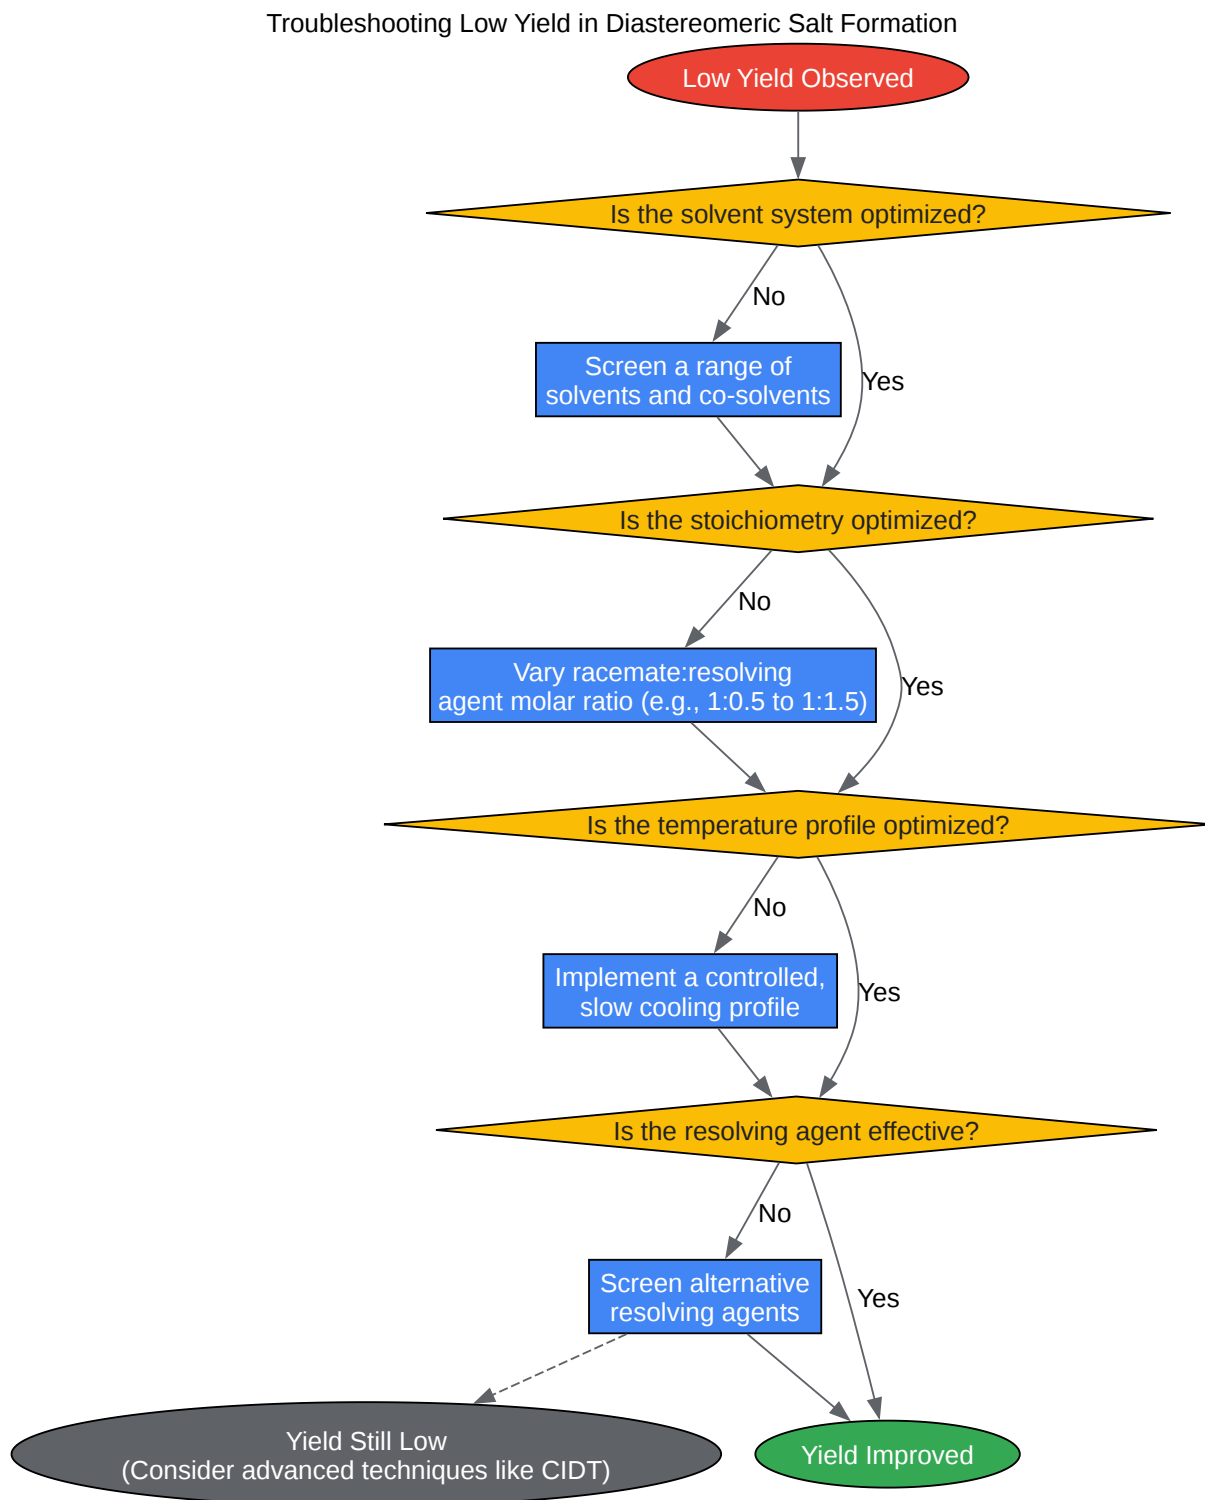 Troubleshooting Low Yield in Diastereomeric Salt Formation
Low Yield Observed
Is the solvent system optimized?
No
Screen a range of
solvents and co-solvents
Yes
Is the stoichiometry optimized?
No
Vary racemate:resolving
agent molar ratio (e.g., 1:0.5 to 1:1.5)
Yes
Is the temperature profile optimized?
No
Implement a controlled,
slow cooling profile
Yes
Is the resolving agent effective?
No
Screen alternative
resolving agents
Yes
Yield Still Low
(Consider advanced techniques like CIDT)
Yield Improved